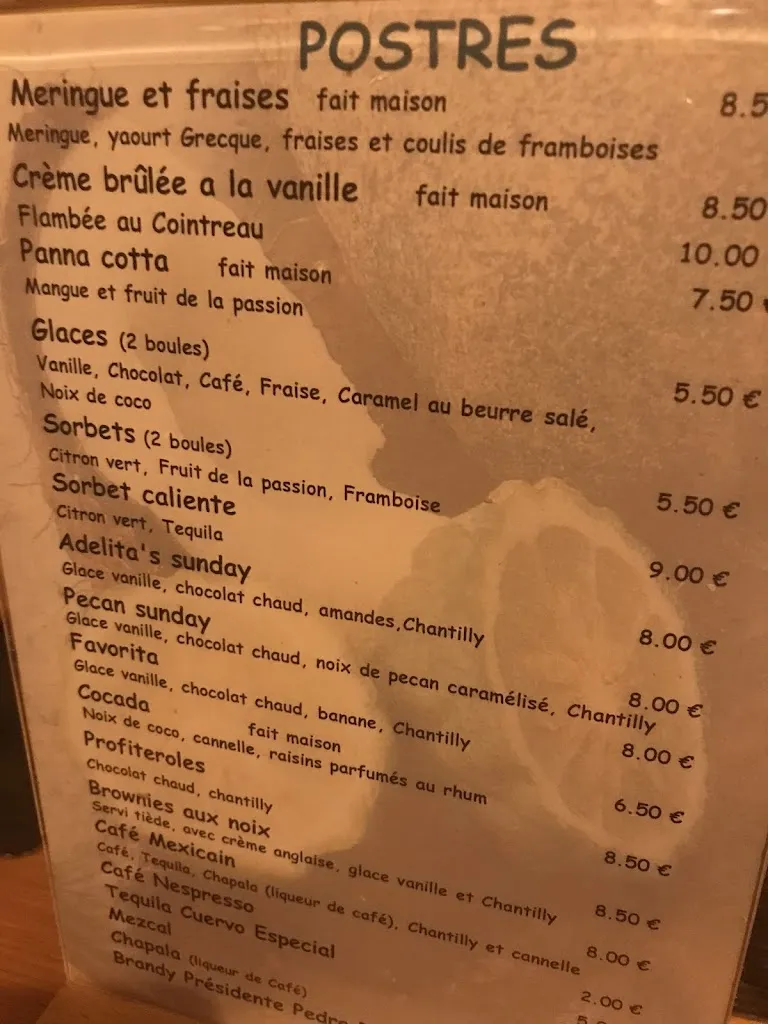 POSTRES
Meringue et fraises fait maison 8.5
Meringue, yaourt Grecque, fraises et coulis de framboises
Crème brûlée a la vanille fait maison 8.50
Flambée au Cointreau 10.00
Panna cotta fait maison 7.50
Mangue et fruit de la passion
Glaces (2 boules) 5.50 €
Vanille, Chocolat, Café, Fraise, Caramel au beurre salé,
Noix de coco
Sorbets (2 boules) 5.50 €
Citron vert, Fruit de la passion, Framboise
Sorbet caliente 9.00 €
Citron vert, Tequila
Adelita's sunday 8.00 €
Glace vanille, chocolat chaud, amandes,Chantilly
Pecan sunday 8.00 €
Glace vanille, chocolat chaud, noix de pecan caramélisé, Chantilly
Favorita 8.00 €
Glace vanille, chocolat chaud, banane, Chantilly
Cocada fait maison 6.50 €
Noix de coco, cannelle, raisins parfumés au rhum
Profiteroles 8.50 €
Chocolat chaud, chantilly
Brownies aux noix 8.50 €
Servi tiède, avec crème anglaise, glace vanille et Chantilly
Café Mexicain 8.00 €
Café, Tequila, Chapala (liqueur de café), Chantilly et cannelle
Café Nespresso 2.00 €
Tequila Cuervo Especial
Mezcal
Chapala (liqueur de Café)
Brandy Présidente Pedro